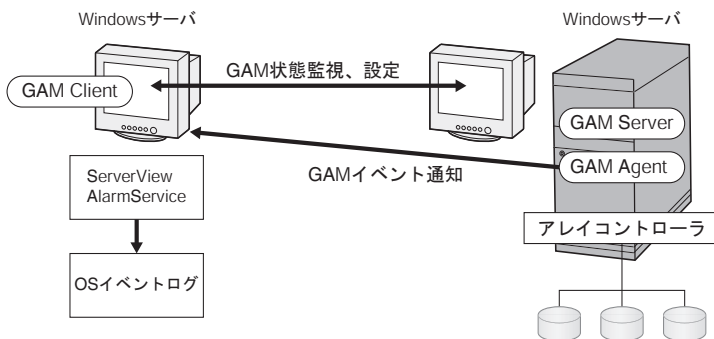 Windowsサーバ
Windowsサーバ
GAM状態監視、設定
GAM Client
GAM Server
GAM Agent
GAMイベント通知
ServerView
AlarmService
アレイコントローラ
OSイベントログ